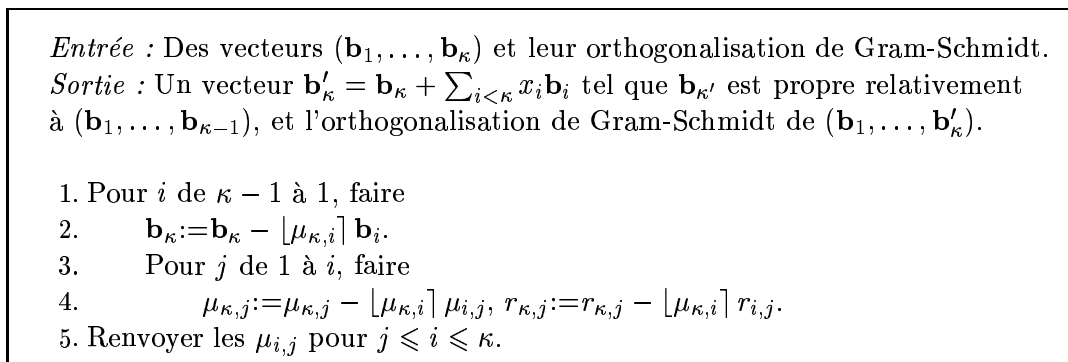 Entrée : Des vecteurs (b₁, . . . , b_κ) et leur orthogonalisation de Gram-Schmidt.
Sortie : Un vecteur b′_κ = b_κ + ∑_{i<κ} x_i b_i tel que b_{κ′} est propre relativement
à (b₁, . . . , b_{κ−1}), et l'orthogonalisation de Gram-Schmidt de (b₁, . . . , b′_κ).
1. Pour i de κ − 1 à 1, faire
2. b_κ:=b_κ − ⌊μ_{κ,i}⌉ b_i.
3. Pour j de 1 à i, faire
4. μ_{κ,j}:=μ_{κ,j} − ⌊μ_{κ,i}⌉ μ_{i,j}, r_{κ,j}:=r_{κ,j} − ⌊μ_{κ,i}⌉ r_{i,j}.
5. Renvoyer les μ_{i,j} pour j ⩽ i ⩽ κ.